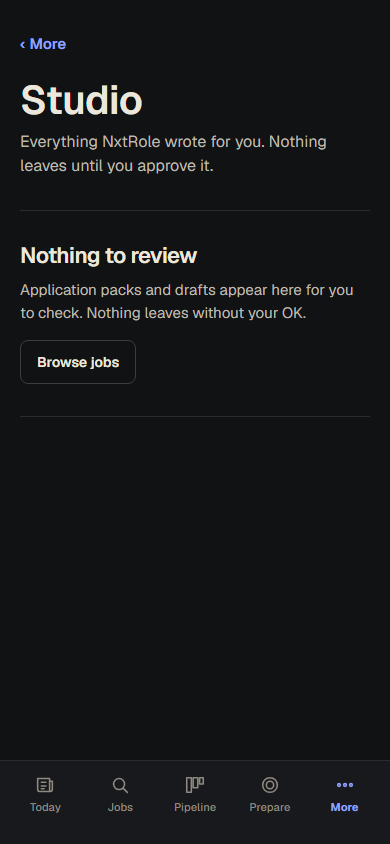 ‹ More
Studio
Everything NxtRole wrote for you. Nothing
leaves until you approve it.
Nothing to review
Application packs and drafts appear here for you
to check. Nothing leaves without your OK.
Browse jobs
Today
Jobs
Pipeline
Prepare
More